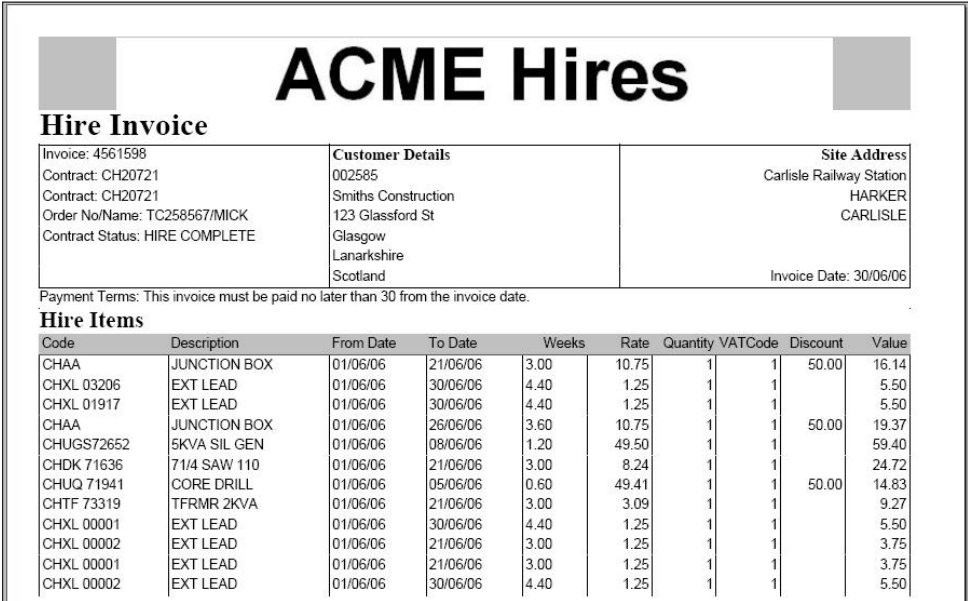 ACME Hires
Hire Invoice
Invoice: 4561598 Customer Details Site Address
Contract: CH20721 002585 Carlisle Railway Station
Contract: CH20721 Smiths Construction HARKER
Order No/Name: TC258567/MICK 123 Glassford St CARLISLE
Contract Status: HIRE COMPLETE Glasgow
Lanarkshire
Scotland Invoice Date: 30/06/06
Payment Terms: This invoice must be paid no later than 30 from the invoice date.
Hire Items
Code Description From Date To Date Weeks Rate Quantity VATCode Discount Value
CHAA JUNCTION BOX 01/06/06 21/06/06 3.00 10.75 1 1 50.00 16.14
CHXL 03206 EXT LEAD 01/06/06 30/06/06 4.40 1.25 1 1 5.50
CHXL 01917 EXT LEAD 01/06/06 30/06/06 4.40 1.25 1 1 5.50
CHAA JUNCTION BOX 01/06/06 26/06/06 3.60 10.75 1 1 50.00 19.37
CHUGS72652 5KVA SIL GEN 01/06/06 08/06/06 1.20 49.50 1 1 59.40
CHDK 71636 71/4 SAW 110 01/06/06 21/06/06 3.00 8.24 1 1 24.72
CHUQ 71941 CORE DRILL 01/06/06 05/06/06 0.60 49.41 1 1 50.00 14.83
CHTF 73319 TFRMR 2KVA 01/06/06 21/06/06 3.00 3.09 1 1 9.27
CHXL 00001 EXT LEAD 01/06/06 30/06/06 4.40 1.25 1 1 5.50
CHXL 00002 EXT LEAD 01/06/06 21/06/06 3.00 1.25 1 1 3.75
CHXL 00001 EXT LEAD 01/06/06 21/06/06 3.00 1.25 1 1 3.75
CHXL 00002 EXT LEAD 01/06/06 30/06/06 4.40 1.25 1 1 5.50